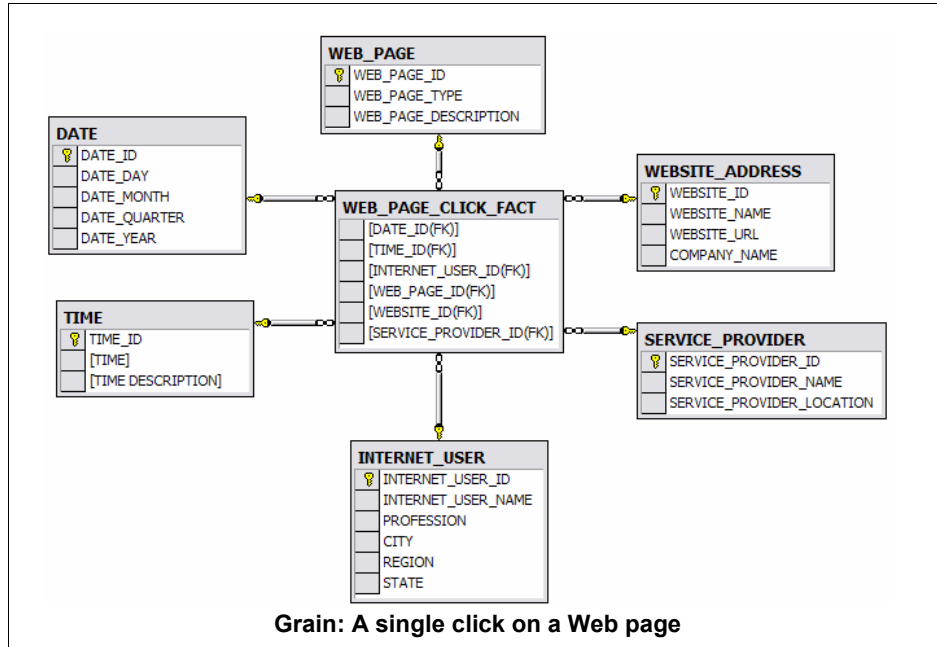 WEB_PAGE
WEB_PAGE_ID
WEB_PAGE_TYPE
WEB_PAGE_DESCRIPTION
DATE
DATE_ID
DATE_DAY
DATE_MONTH
DATE_QUARTER
DATE_YEAR
WEBSITE_ADDRESS
WEBSITE_ID
WEBSITE_NAME
WEBSITE_URL
COMPANY_NAME
WEB_PAGE_CLICK_FACT
[DATE_ID(FK)]
[TIME_ID(FK)]
[INTERNET_USER_ID(FK)]
[WEB_PAGE_ID(FK)]
[WEBSITE_ID(FK)]
[SERVICE_PROVIDER_ID(FK)]
TIME
TIME_ID
[TIME]
[TIME DESCRIPTION]
SERVICE_PROVIDER
SERVICE_PROVIDER_ID
SERVICE_PROVIDER_NAME
SERVICE_PROVIDER_LOCATION
INTERNET_USER
INTERNET_USER_ID
INTERNET_USER_NAME
PROFESSION
CITY
REGION
STATE
Grain: A single click on a Web page